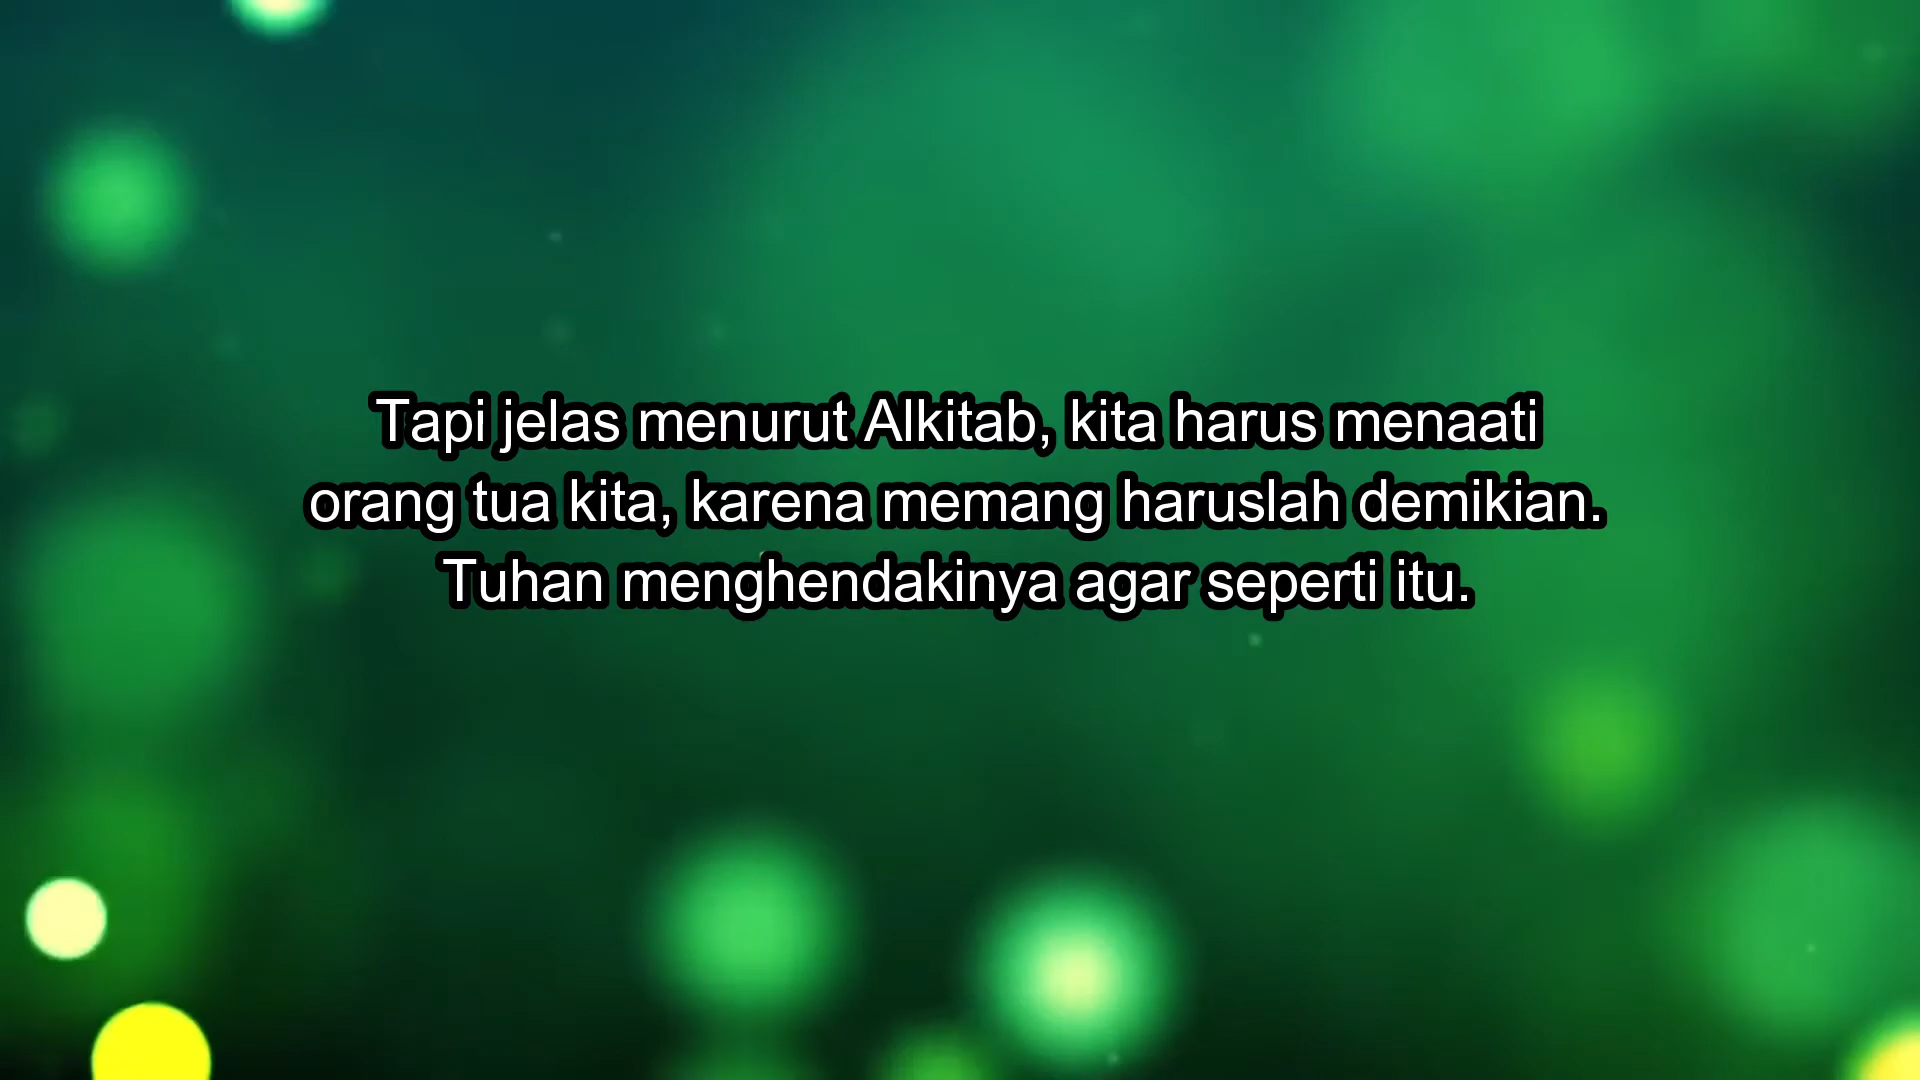 Tapi jelas menurut Alkitab, kita harus menaati
orang tua kita, karena memang haruslah demikian.
Tuhan menghendakinya agar seperti itu.